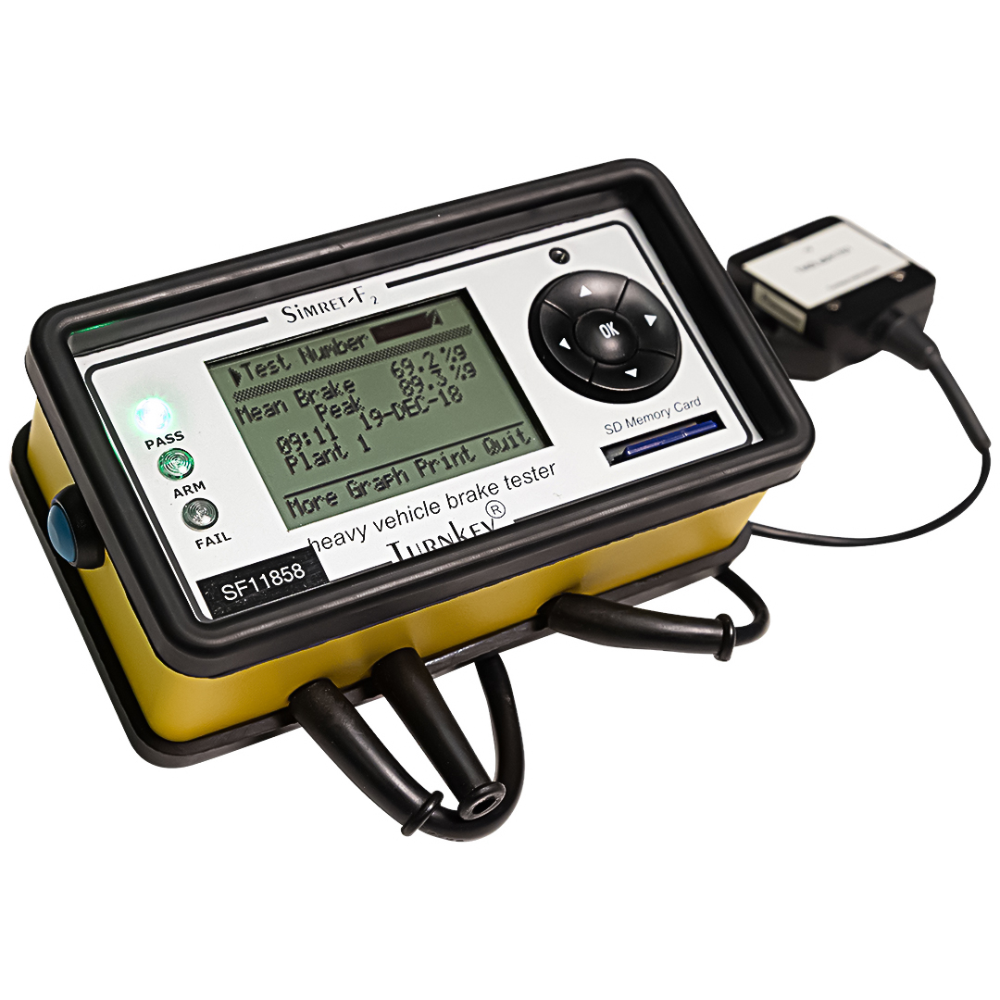 SIMRET-F2
Test Number
Mean Brake 69.2%g
Peak 89.3%g
09:11 19-DEC-18
Plant 1
More Graph Print Quit
OK
SD Memory Card
PASS
ARM
FAIL
heavy vehicle brake tester
TURNKEY®
SF11858